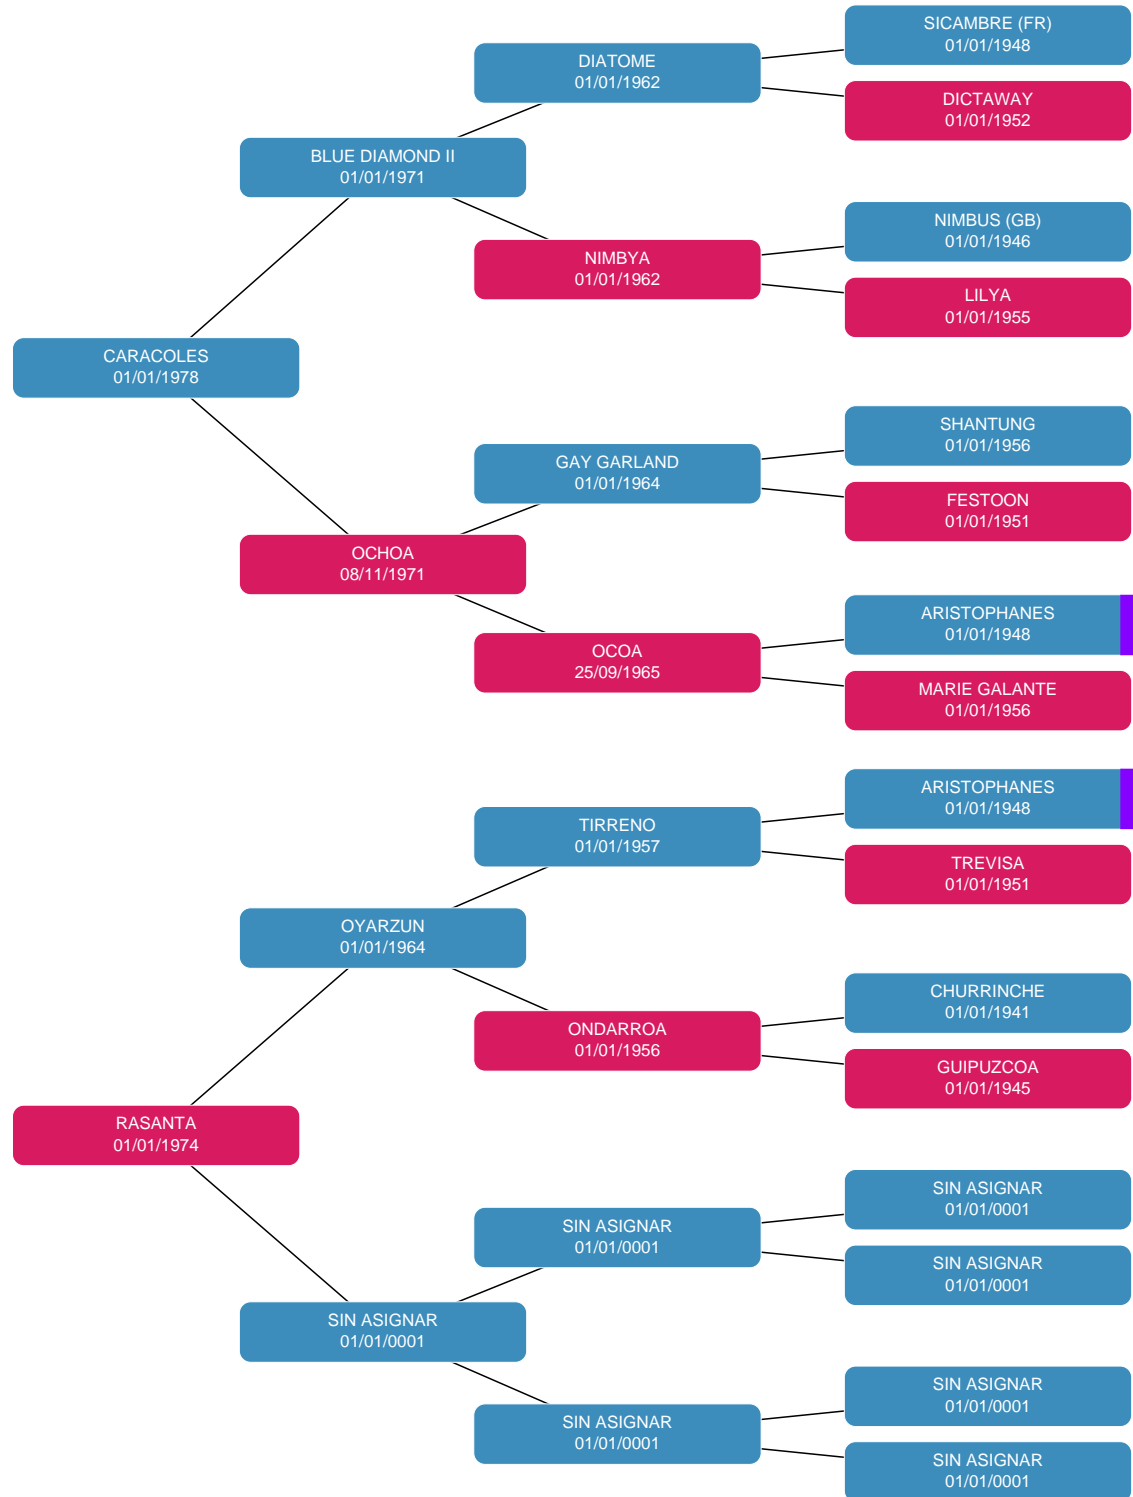 SICAMBRE (FR)
01/01/1948
DIATOME
01/01/1962
DICTAWAY
01/01/1952
BLUE DIAMOND II
01/01/1971
NIMBUS (GB)
01/01/1946
NIMBYA
01/01/1962
LILYA
01/01/1955
CARACOLES
01/01/1978
SHANTUNG
01/01/1956
GAY GARLAND
01/01/1964
FESTOON
01/01/1951
OCHOA
08/11/1971
ARISTOPHANES
01/01/1948
OCOA
25/09/1965
MARIE GALANTE
01/01/1956
ARISTOPHANES
01/01/1948
TIRRENO
01/01/1957
TREVISA
01/01/1951
OYARZUN
01/01/1964
CHURRINCHE
01/01/1941
ONDARROA
01/01/1956
GUIPUZCOA
01/01/1945
RASANTA
01/01/1974
SIN ASIGNAR
01/01/0001
SIN ASIGNAR
01/01/0001
SIN ASIGNAR
01/01/0001
SIN ASIGNAR
01/01/0001
SIN ASIGNAR
01/01/0001
SIN ASIGNAR
01/01/0001
SIN ASIGNAR
01/01/0001